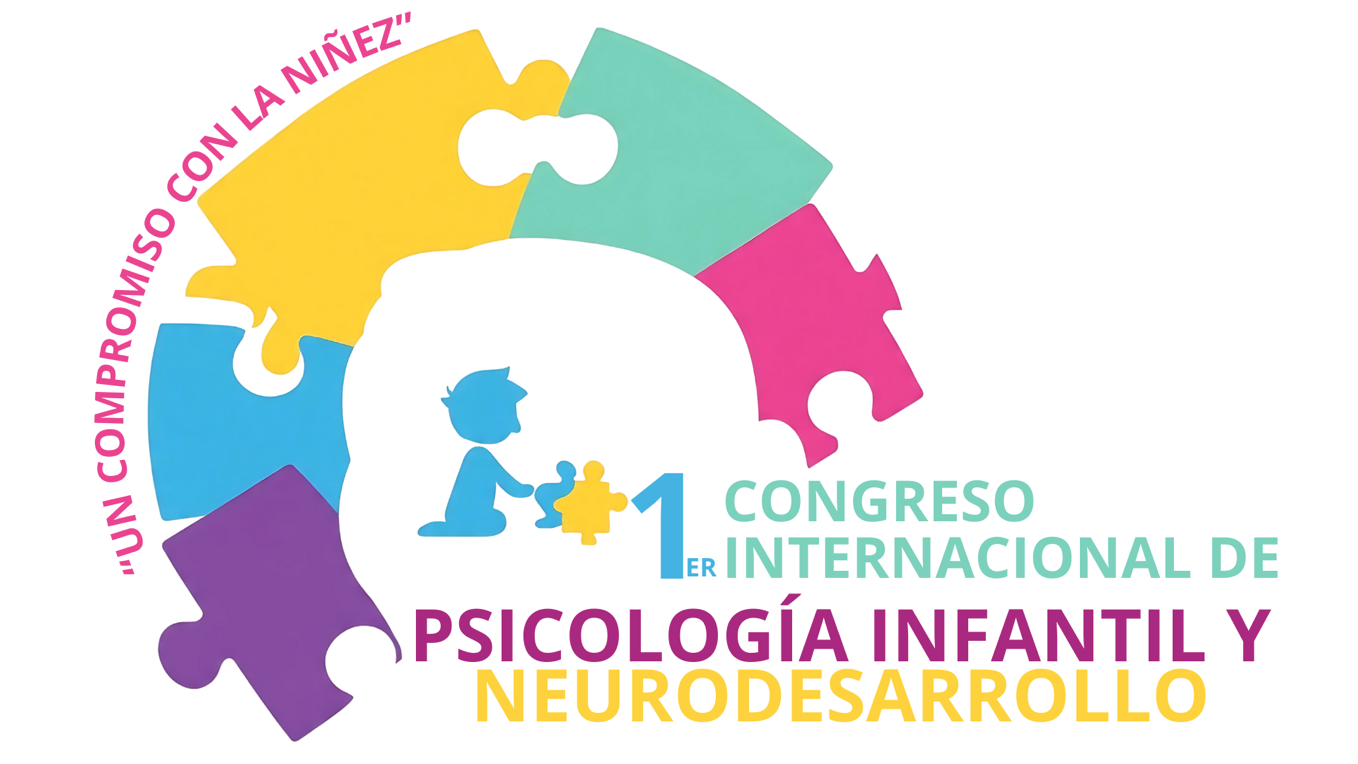 "UN COMPROMISO CON LA NIÑEZ"
1ER
CONGRESO
INTERNACIONAL DE
PSICOLOGÍA INFANTIL Y
NEURODESARROLLO